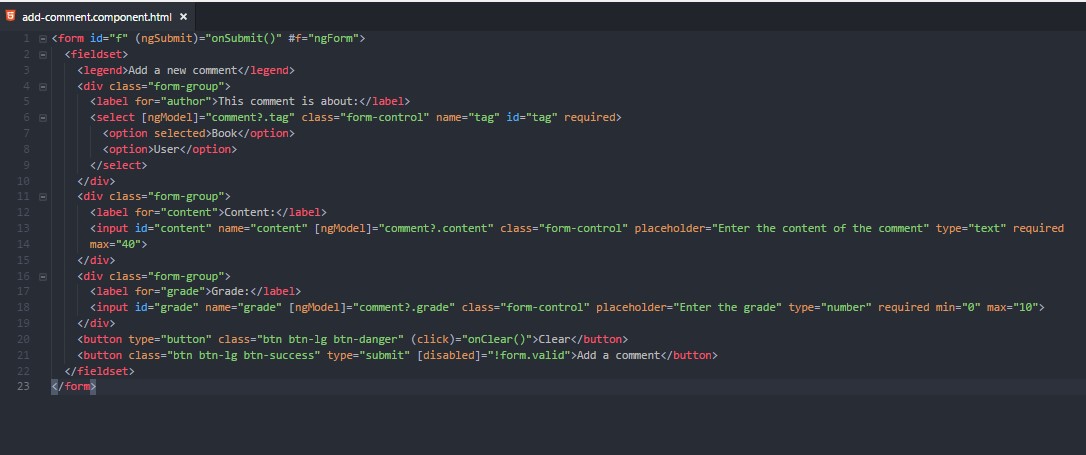 add-comment.component.html ×
1 <form id="f" (ngSubmit)="onSubmit()" #f="ngForm">
2   <fieldset>
3     <legend>Add a new comment</legend>
4     <div class="form-group">
5       <label for="author">This comment is about:</label>
6       <select [ngModel]="comment?.tag" class="form-control" name="tag" id="tag" required>
7         <option selected>Book</option>
8         <option>User</option>
9       </select>
10     </div>
11     <div class="form-group">
12       <label for="content">Content:</label>
13       <input id="content" name="content" [ngModel]="comment?.content" class="form-control" placeholder="Enter the content of the comment" type="text" required
14       max="40">
15     </div>
16     <div class="form-group">
17       <label for="grade">Grade:</label>
18       <input id="grade" name="grade" [ngModel]="comment?.grade" class="form-control" placeholder="Enter the grade" type="number" required min="0" max="10">
19     </div>
20     <button type="button" class="btn btn-lg btn-danger" (click)="onClear()">Clear</button>
21     <button class="btn btn-lg btn-success" type="submit" [disabled]="!form.valid">Add a comment</button>
22   </fieldset>
23 </form>